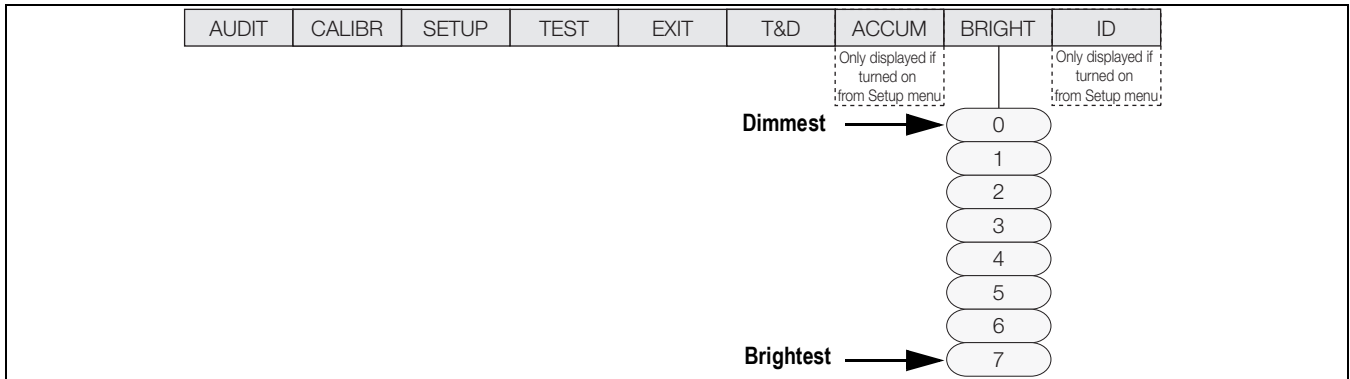 AUDIT CALIBR SETUP TEST EXIT T&D ACCUM BRIGHT ID
Only displayed if
turned on
from Setup menu
Only displayed if
turned on
from Setup menu
Dimmest 0
1
2
3
4
5
6
Brightest 7